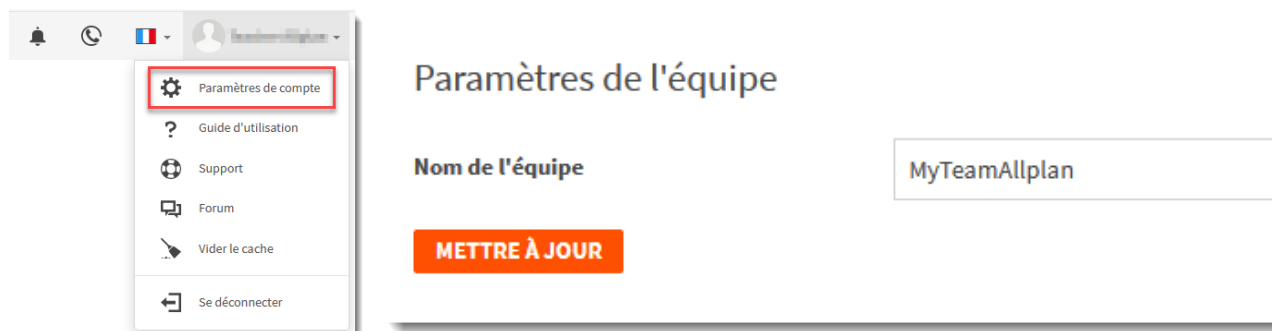 Paramètres de compte
Guide d'utilisation
Support
Forum
Vider le cache
Se déconnecter
Paramètres de l'équipe
Nom de l'équipe
MyTeamAllplan
METTRE À JOUR